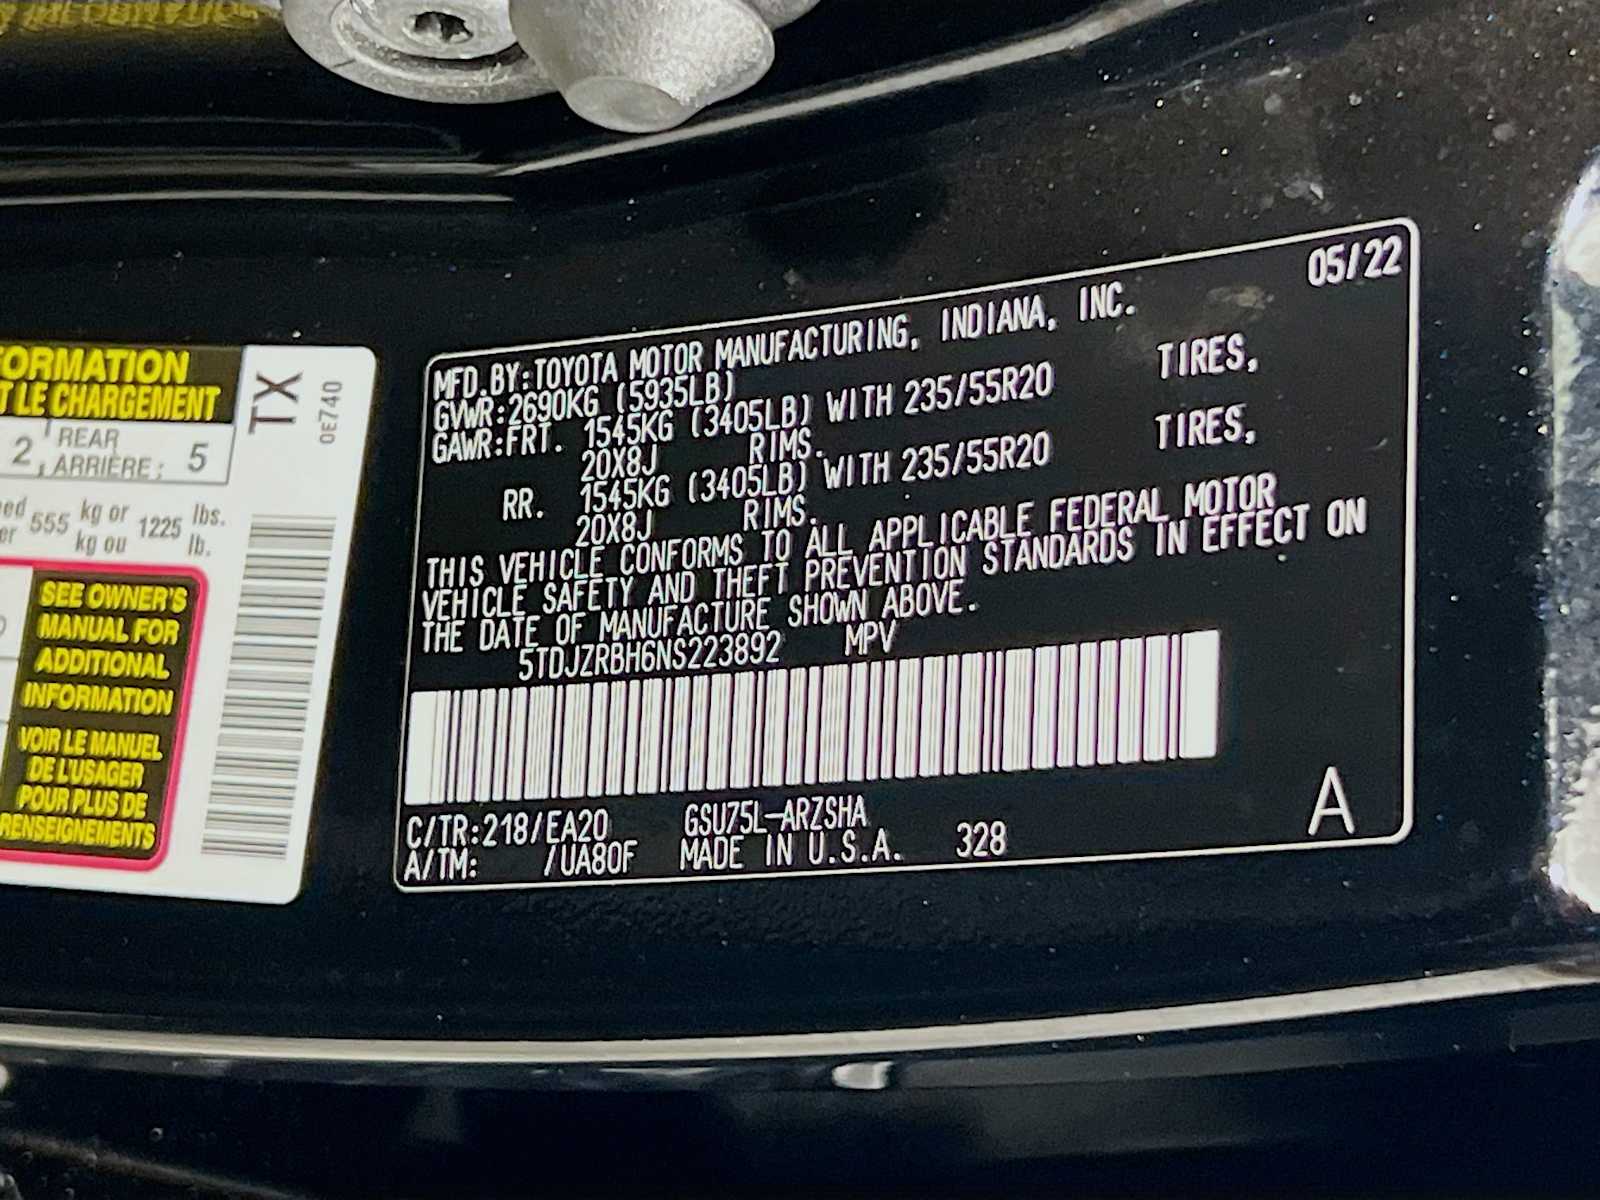 FORMATION
T LE CHARGEMENT
2, REAR ARRIÈRE: 5
555 kg or kg ou 1225 lbs. lb.
SEE OWNER'S
MANUAL FOR
ADDITIONAL
INFORMATION
VOIR LE MANUEL
DE L'USAGER
POUR PLUS DE
RENSEIGNEMENTS
TX
0E740
05/22
MFD.BY:TOYOTA MOTOR MANUFACTURING, INDIANA, INC.
GVWR:2690KG (5935LB)
GAWR:FRT. 1545KG (3405LB) WITH 235/55R20 TIRES,
20X8J RIMS.
RR. 1545KG (3405LB) WITH 235/55R20 TIRES,
20X8J RIMS.
THIS VEHICLE CONFORMS TO ALL APPLICABLE FEDERAL MOTOR
VEHICLE SAFETY AND THEFT PREVENTION STANDARDS IN EFFECT ON
THE DATE OF MANUFACTURE SHOWN ABOVE.
5TDJZRBH6NS223892 MPV
C/TR:218/EA20 GSU75L-ARZSHA
A/TM: /UA80F MADE IN U.S.A. 328
A